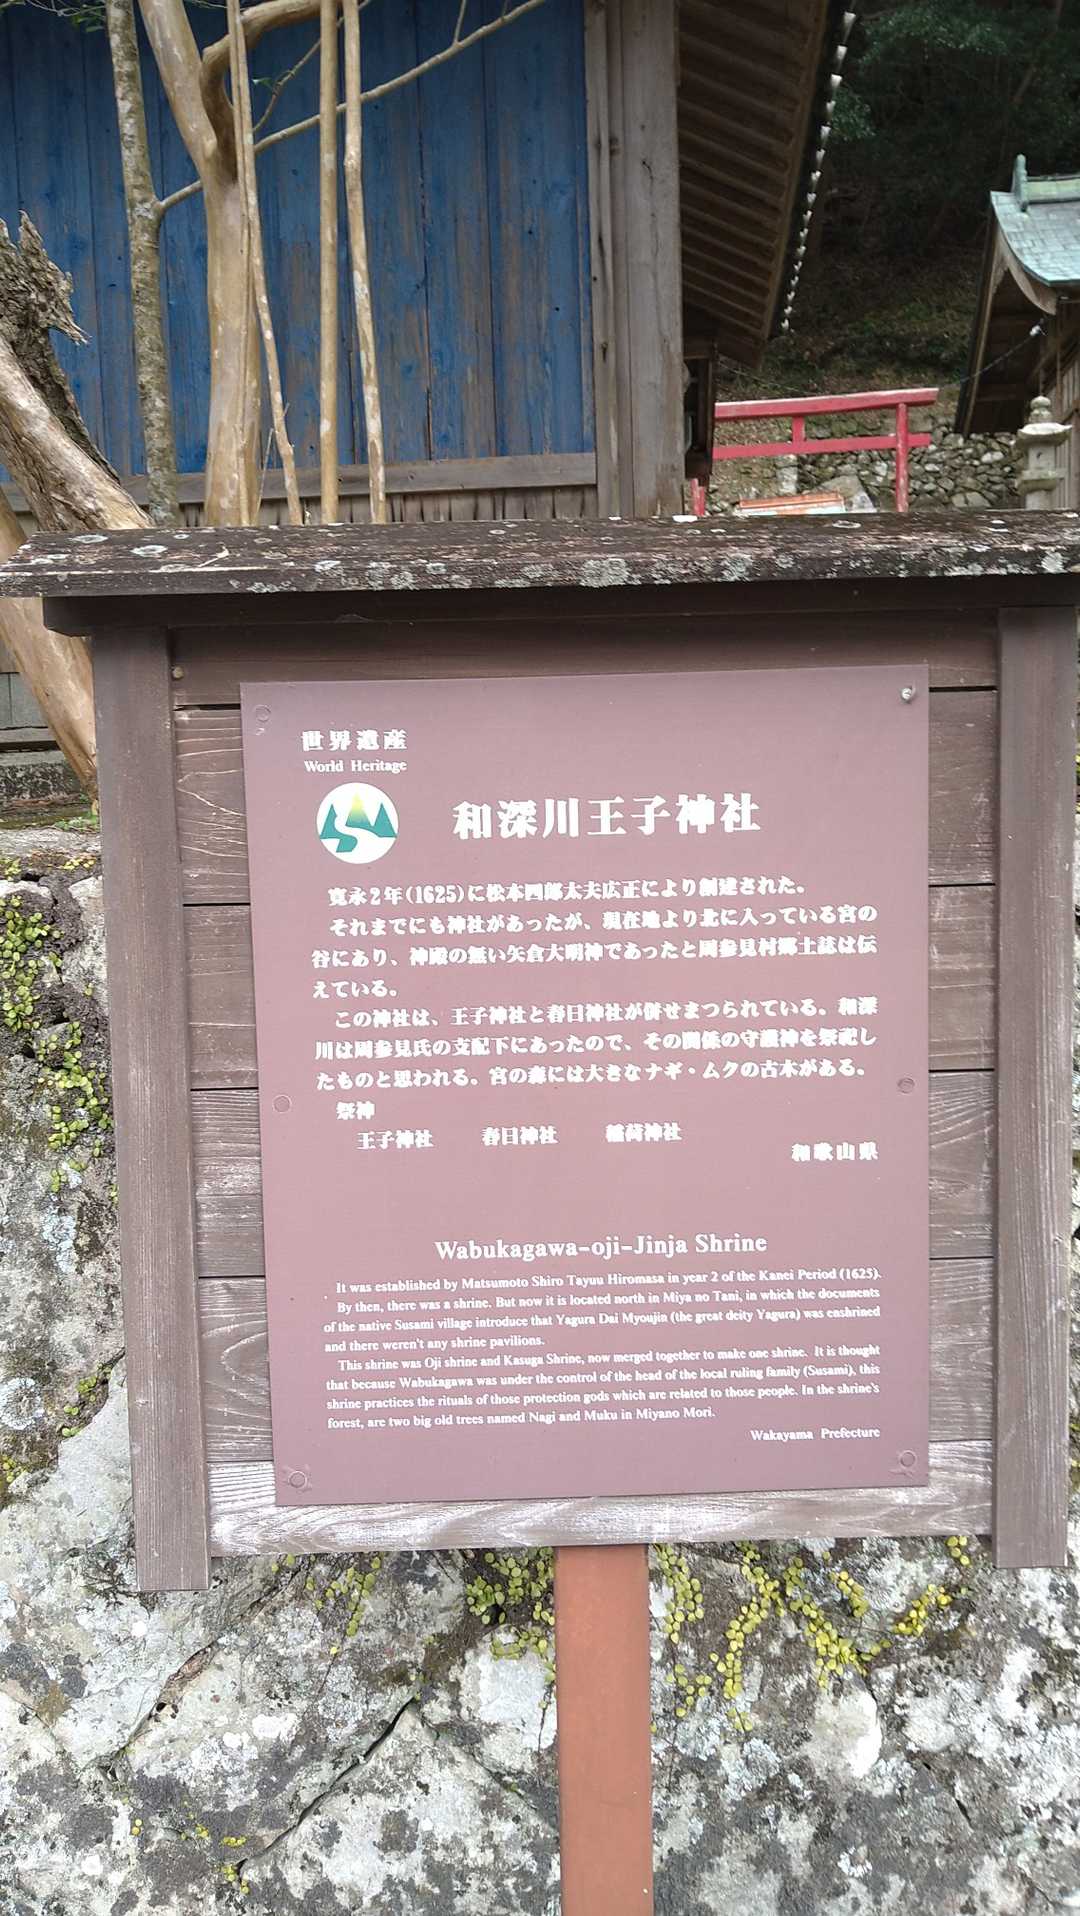 世界遺産
World Heritage
和深川王子神社
寛永2年(1625)に松本四郎太夫広正により創建された。
それまでにも神社があったが、現在地より北に入っている宮の
谷にあり、神殿の無い矢倉大明神であったと周参見村郷土誌は伝
えている。
この神社は、王子神社と春日神社が併せまつられている。和深
川は周参見氏の支配下にあったので、その関係の守護神を祭祀し
たものと思われる。宮の森には大きなナギ・ムクの古木がある。
祭神
王子神社 春日神社 稲荷神社
和歌山県
Wabukagawa-oji-Jinja Shrine
It was established by Matsumoto Shiro Tayuu Hiromasa in year 2 of the Kanei Period (1625).
By then, there was a shrine. But now it is located north in Miya no Tani, in which the documents
of the native Susami village introduce that Yagura Dai Myoujin (the great deity Yagura) was enshrined
and there weren't any shrine pavilions.
This shrine was Oji shrine and Kasuga Shrine, now merged together to make one shrine. It is thought
that because Wabukagawa was under the control of the head of the local ruling family (Susami), this
shrine practices the rituals of those protection gods which are related to those people. In the shrine's
forest, are two big old trees named Nagi and Muku in Miyano Mori.
Wakayama Prefecture